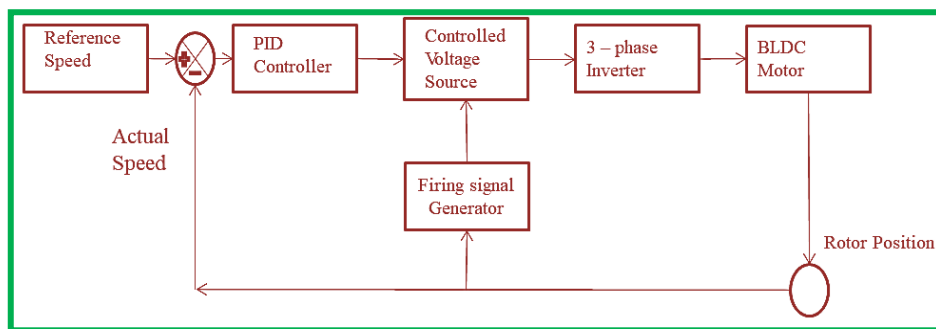 Reference
Speed
PID
Controller
Controlled
Voltage
Source
3 – phase
Inverter
BLDC
Motor
Actual
Speed
Firing signal
Generator
Rotor Position